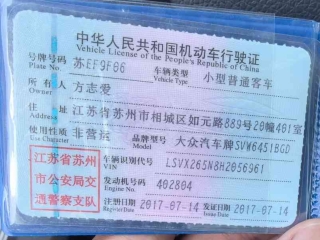 中华人民共和国机动车行驶证
Vehicle License of the People's Republic of China
号牌号码 苏EF9F86 车辆类型 小型普通客车
Plate No. Vehicle Type
所有人 方志爱
Owner
住址 江苏省苏州市相城区如元路889号20幢401室
Address
使用性质 非营运 品牌型号 大众汽车牌SVW6451BGD
Use Character Model
江苏省苏州市公安局交通警察支队
车辆识别代号 LSVX265N8H2056961
VIN
发动机号码 402804
Engine No.
注册日期 2017-07-14 发证日期 2017-07-14
Register Date Issue Date